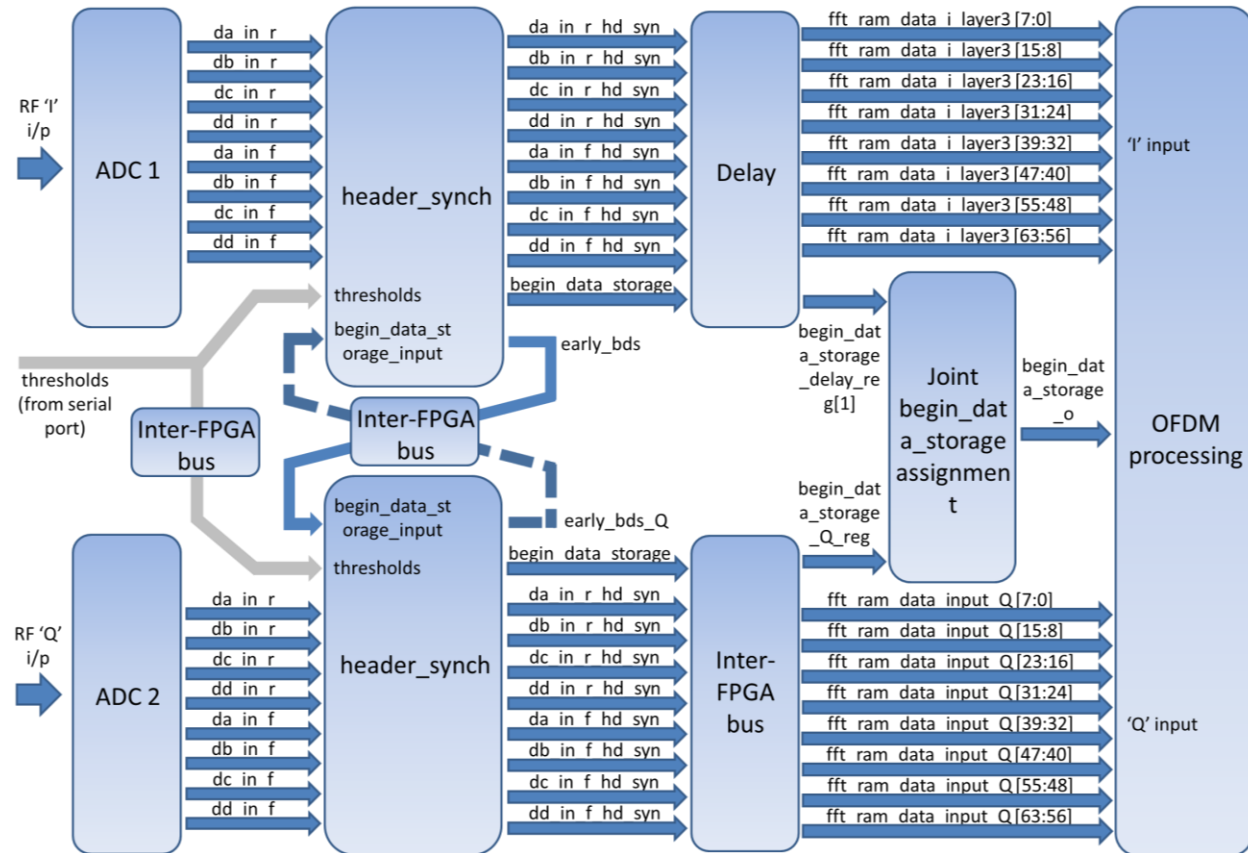 RF 'I'
i/p
ADC 1
da_in_r
db_in_r
dc_in_r
dd_in_r
da_in_f
db_in_f
dc_in_f
dd_in_f
header_synch
thresholds
begin_data_st
orage_input
da_in_r_hd_syn
db_in_r_hd_syn
dc_in_r_hd_syn
dd_in_r_hd_syn
da_in_f_hd_syn
db_in_f_hd_syn
dc_in_f_hd_syn
dd_in_f_hd_syn
begin_data_storage
early_bds
Delay
fft_ram_data_i_layer3[7:0]
fft_ram_data_i_layer3[15:8]
fft_ram_data_i_layer3[23:16]
fft_ram_data_i_layer3[31:24]
fft_ram_data_i_layer3[39:32]
fft_ram_data_i_layer3[47:40]
fft_ram_data_i_layer3[55:48]
fft_ram_data_i_layer3[63:56]
'I' input
thresholds
(from serial
port)
Inter-FPGA
bus
Inter-FPGA
bus
begin_dat
a_storage
_delay_re
g[1]
Joint
begin_dat
a_storage
assignmen
t
begin_dat
a_storage
_o
OFDM
processing
begin_dat
a_storage
_Q_reg
RF 'Q'
i/p
ADC 2
da_in_r
db_in_r
dc_in_r
dd_in_r
da_in_f
db_in_f
dc_in_f
dd_in_f
begin_data_st
orage_input
thresholds
header_synch
early_bds_Q
begin_data_storage
da_in_r_hd_syn
db_in_r_hd_syn
dc_in_r_hd_syn
dd_in_r_hd_syn
da_in_f_hd_syn
db_in_f_hd_syn
dc_in_f_hd_syn
dd_in_f_hd_syn
Inter-
FPGA
bus
fft_ram_data_input_Q[7:0]
fft_ram_data_input_Q[15:8]
fft_ram_data_input_Q[23:16]
fft_ram_data_input_Q[31:24]
fft_ram_data_input_Q[39:32]
fft_ram_data_input_Q[47:40]
fft_ram_data_input_Q[55:48]
fft_ram_data_input_Q[63:56]
'Q' input